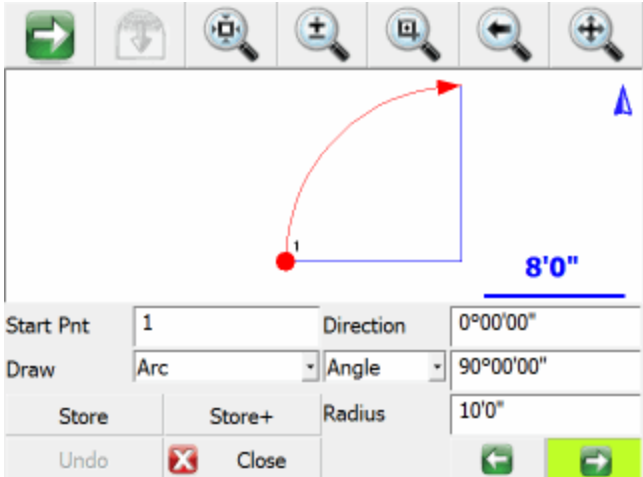 1
8'0"
Start Pnt 1 Direction 0°00'00"
Draw Arc Angle 90°00'00"
Store Store+ Radius 10'0"
Undo Close